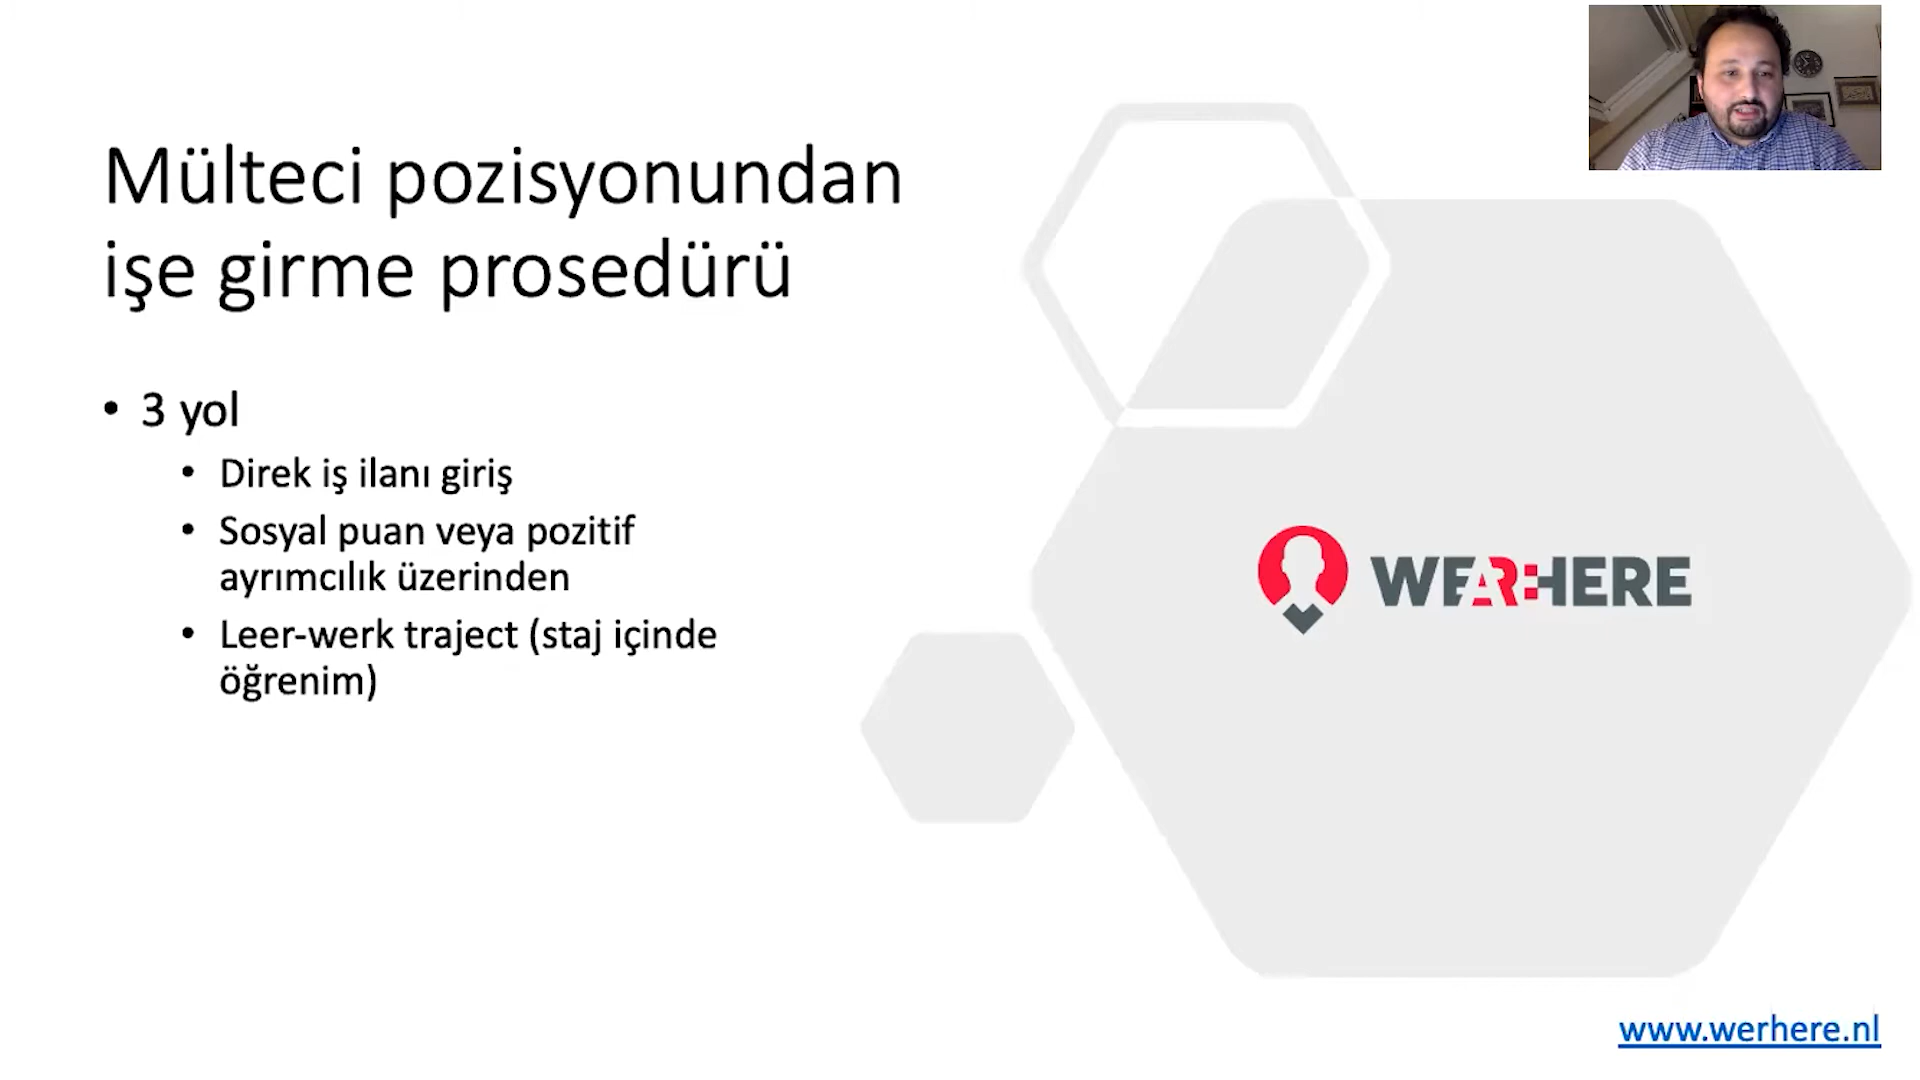 Mülteci pozisyonundan
işe girme prosedürü
• 3 yol
• Direk iş ilanı giriş
• Sosyal puan veya pozitif
ayrımcılık üzerinden
• Leer-werk traject (staj içinde
öğrenim)
WEARE:HERE
www.werhere.nl